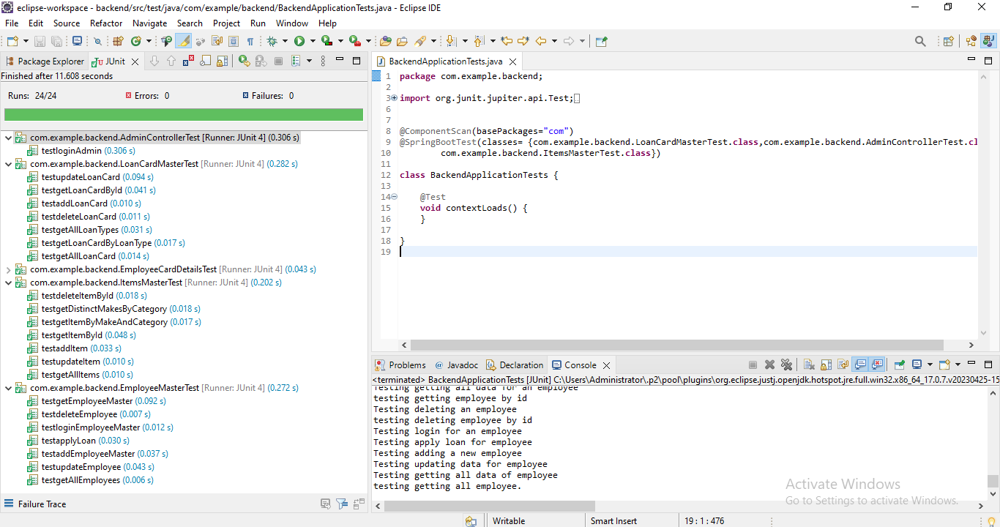 eclipse-workspace - backend/src/test/java/com/example/backend/BackendApplicationTests.java - Eclipse IDE
File Edit Source Refactor Navigate Search Project Run Window Help
Package Explorer JUnit
Finished after 11.608 seconds
Runs: 24/24 Errors: 0 Failures: 0
com.example.backend.AdminControllerTest [Runner: JUnit 4] (0.306 s)
testloginAdmin (0.306 s)
com.example.backend.LoanCardMasterTest [Runner: JUnit 4] (0.282 s)
testupdateLoanCard (0.094 s)
testgetLoanCardById (0.041 s)
testaddLoanCard (0.010 s)
testdeleteLoanCard (0.011 s)
testgetAllLoanTypes (0.031 s)
testgetLoanCardByLoanType (0.017 s)
testgetAllLoanCard (0.014 s)
com.example.backend.EmployeeCardDetailsTest [Runner: JUnit 4] (0.043 s)
com.example.backend.ItemsMasterTest [Runner: JUnit 4] (0.202 s)
testdeleteItemById (0.018 s)
testgetDistinctMakesByCategory (0.018 s)
testgetItemByMakeAndCategory (0.017 s)
testgetItemById (0.048 s)
testaddItem (0.033 s)
testupdateItem (0.010 s)
testgetAllItems (0.010 s)
com.example.backend.EmployeeMasterTest [Runner: JUnit 4] (0.272 s)
testgetEmployeeMaster (0.092 s)
testdeleteEmployee (0.007 s)
testloginEmployeeMaster (0.012 s)
testapplyLoan (0.030 s)
testaddEmployeeMaster (0.037 s)
testupdateEmployee (0.043 s)
testgetAllEmployees (0.006 s)
Failure Trace
BackendApplicationTests.java
1 package com.example.backend;
2
3 import org.junit.jupiter.api.Test;
6
7
8 @ComponentScan(basePackages="com")
9 @SpringBootTest(classes= {com.example.backend.LoanCardMasterTest.class,com.example.backend.AdminControllerTest.cl
10 com.example.backend.ItemsMasterTest.class})
11
12 class BackendApplicationTests {
13
14 @Test
15 void contextLoads() {
16 }
17
18 }
19
Problems @ Javadoc Declaration Console
<terminated> BackendApplicationTests [JUnit] C:\Users\Administrator\.p2\pool\plugins\org.eclipse.justj.openjdk.hotspot.jre.full.win32.x86_64_17.0.7.v20230425-15
Testing getting all data for an employee
testing getting employee by id
Testing deleting an employee
testing deleting employee by id
Testing login for an employee
Testing apply loan for employee
Testing adding a new employee
Testing updating data for employee
Testing getting all data of employee
testing getting all employee.
Activate Windows
Go to Settings to activate Windows.
Writable Smart Insert 19 : 1 : 476